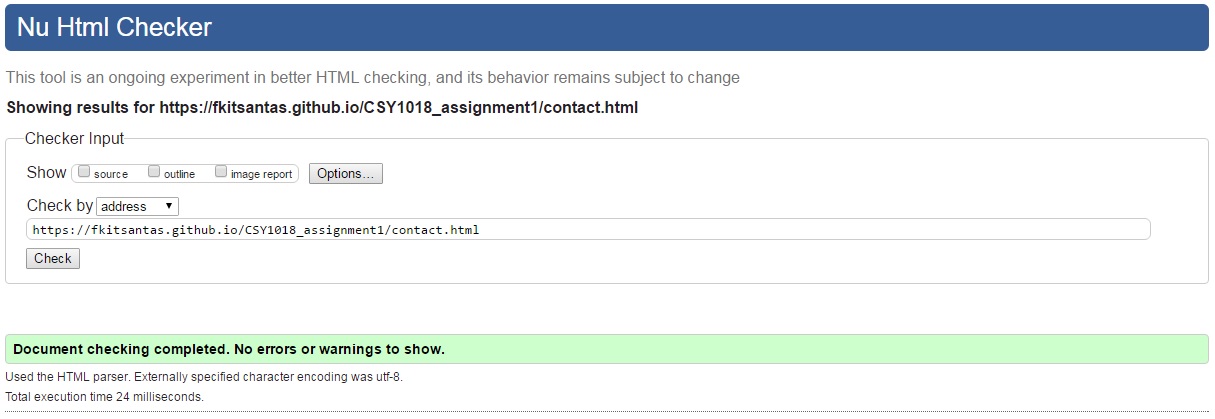 Nu Html Checker
This tool is an ongoing experiment in better HTML checking, and its behavior remains subject to change
Showing results for https://fkitsantas.github.io/CSY1018_assignment1/contact.html
Checker Input
Show source outline image report Options...
Check by address
https://fkitsantas.github.io/CSY1018_assignment1/contact.html
Check
Document checking completed. No errors or warnings to show.
Used the HTML parser. Externally specified character encoding was utf-8.
Total execution time 24 milliseconds.